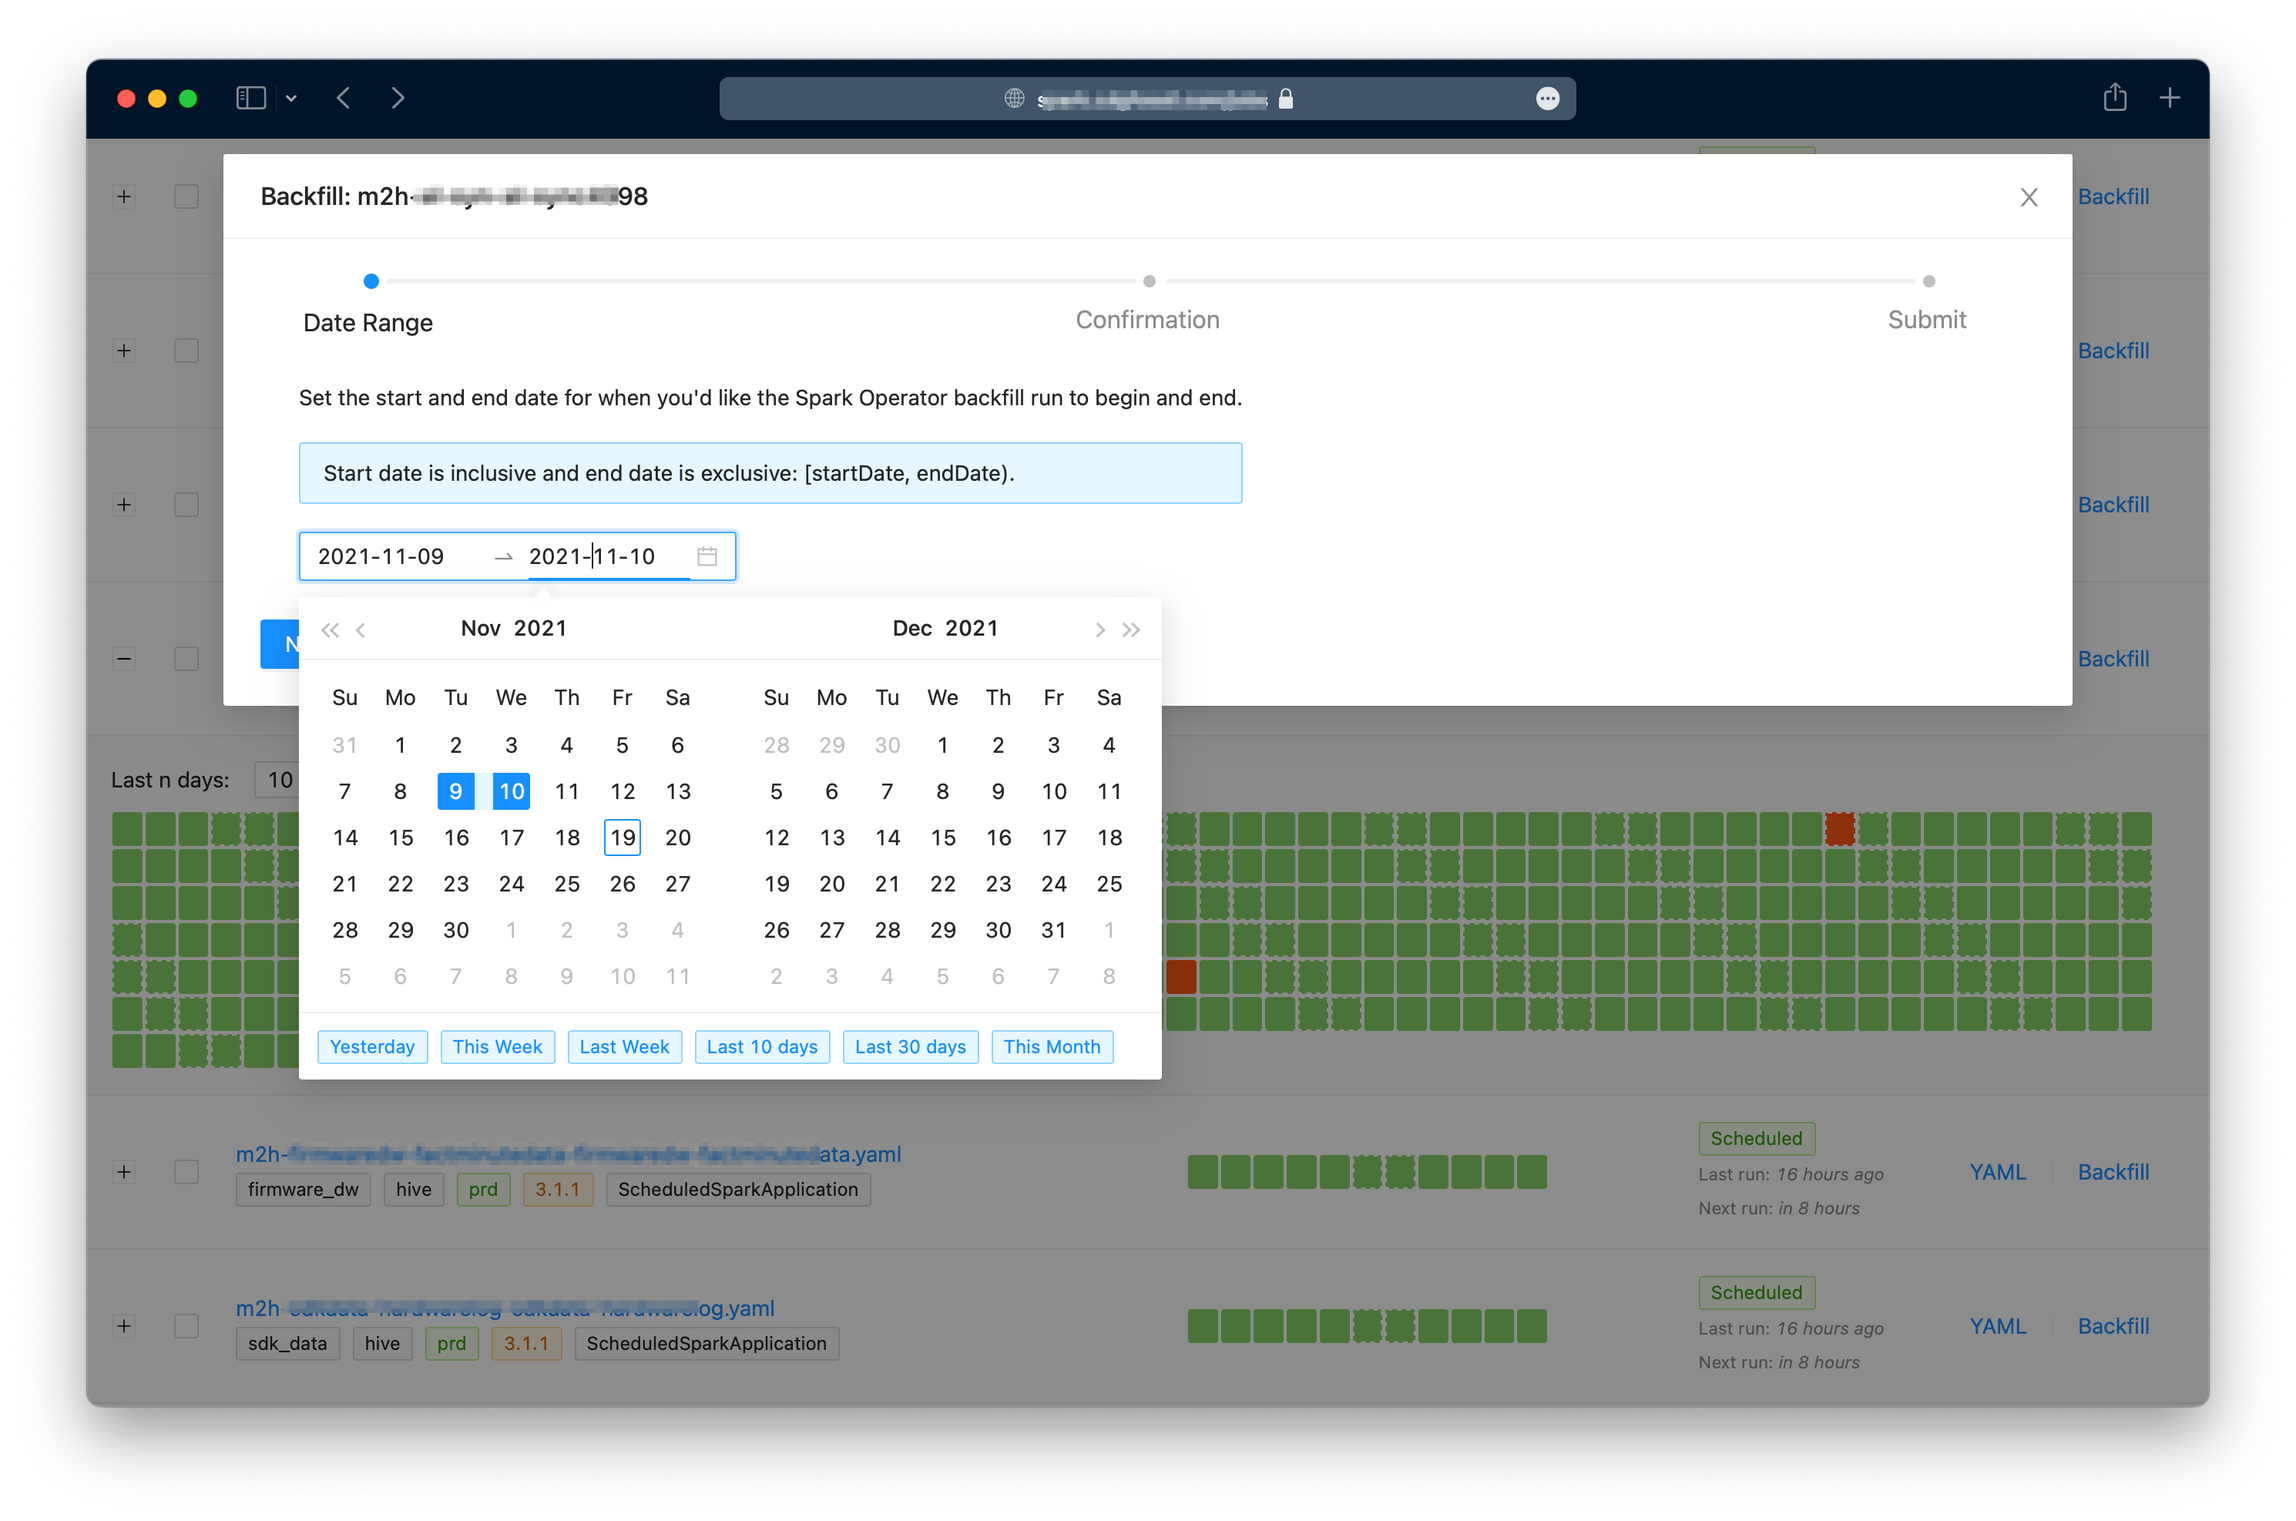 Backfill: m2h- 98
Backfill
Date Range
Confirmation
Submit
Backfill
Set the start and end date for when you'd like the Spark Operator backfill run to begin and end.
Start date is inclusive and end date is exclusive: [startDate, endDate).
Backfill
2021-11-09
2021-11-10
N
Backfill
Nov 2021
Dec 2021
Su Mo Tu We Th Fr Sa
31 1 2 3 4 5 6
7 8 9 10 11 12 13
14 15 16 17 18 19 20
21 22 23 24 25 26 27
28 29 30 1 2 3 4
5 6 7 8 9 10 11
Su Mo Tu We Th Fr Sa
28 29 30 1 2 3 4
5 6 7 8 9 10 11
12 13 14 15 16 17 18
19 20 21 22 23 24 25
26 27 28 29 30 31 1
2 3 4 5 6 7 8
Yesterday This Week Last Week Last 10 days Last 30 days This Month
Last n days: 10
m2h- ata.yaml
firmware_dw hive prd 3.1.1 ScheduledSparkApplication
Scheduled
Last run: 16 hours ago
Next run: in 8 hours
YAML
Backfill
m2h- og.yaml
sdk_data hive prd 3.1.1 ScheduledSparkApplication
Scheduled
Last run: 16 hours ago
Next run: in 8 hours
YAML
Backfill